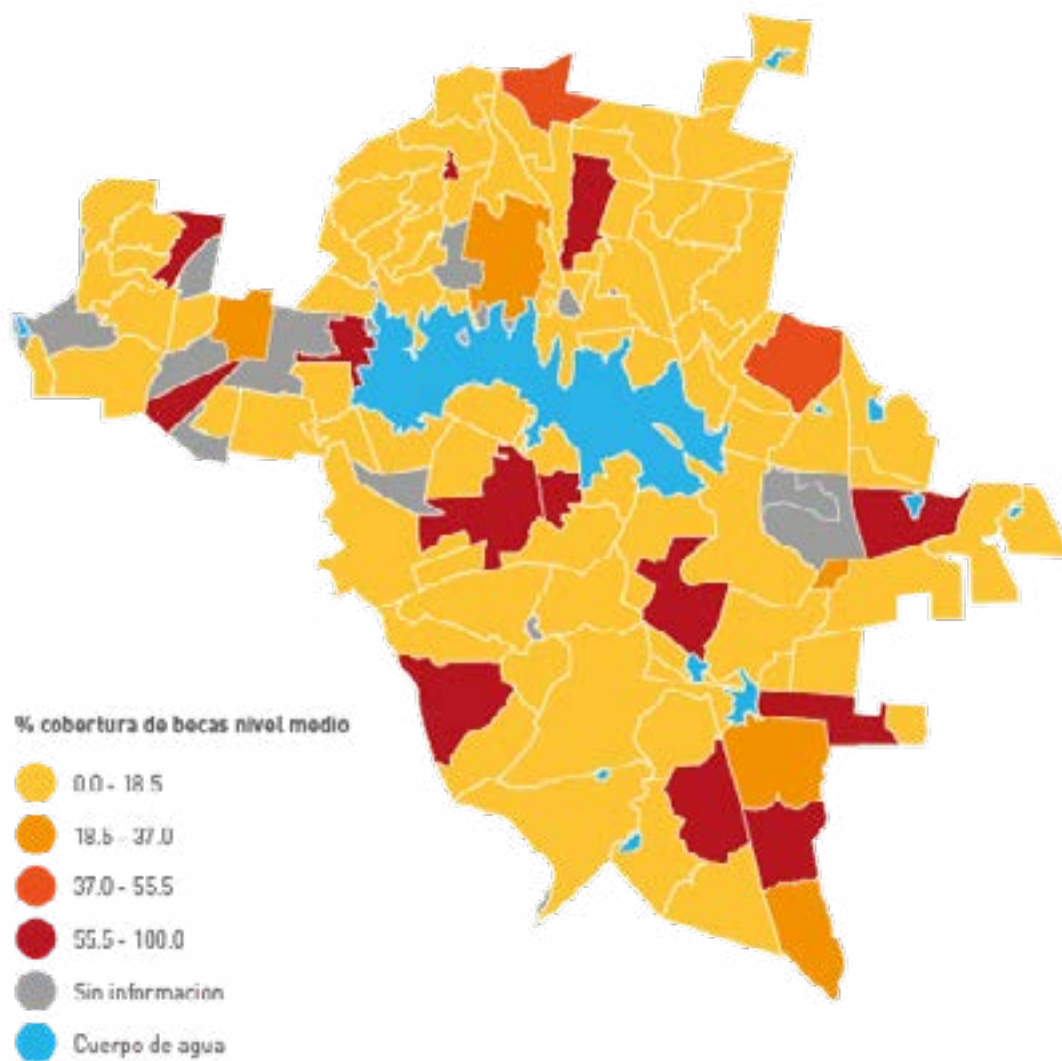 % cobertura de becas nivel medio
0.0 - 18.5
18.5 - 37.0
37.0 - 55.5
55.5 - 100.0
Sin informacion
Cuerpo de agua